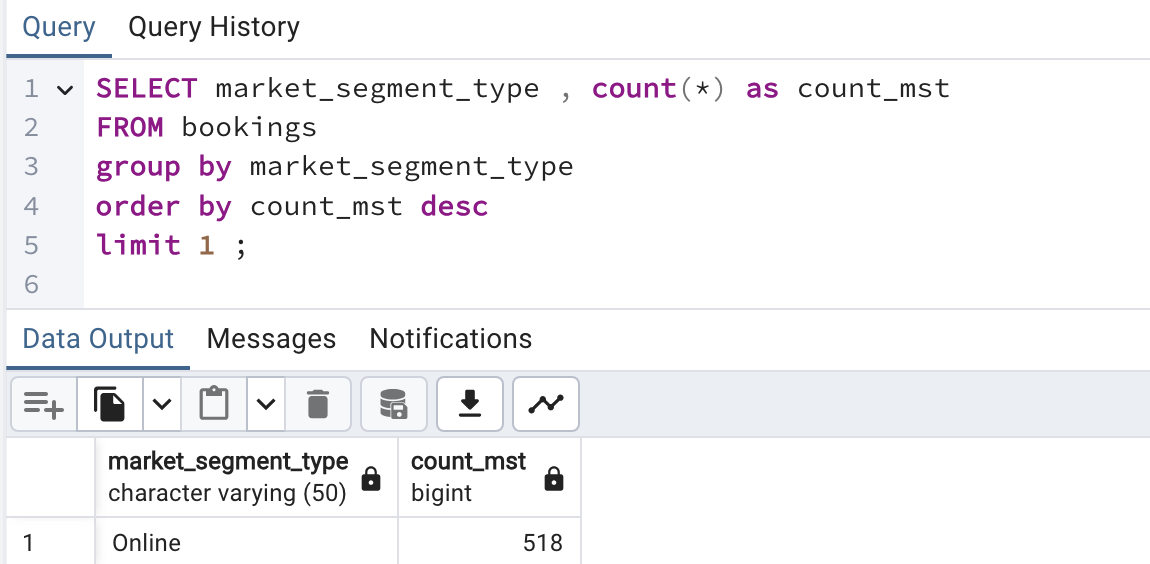 Query Query History
1 SELECT market_segment_type , count(*) as count_mst
2 FROM bookings
3 group by market_segment_type
4 order by count_mst desc
5 limit 1 ;
6
Data Output Messages Notifications
market_segment_type count_mst
character varying (50) bigint
1 Online 518